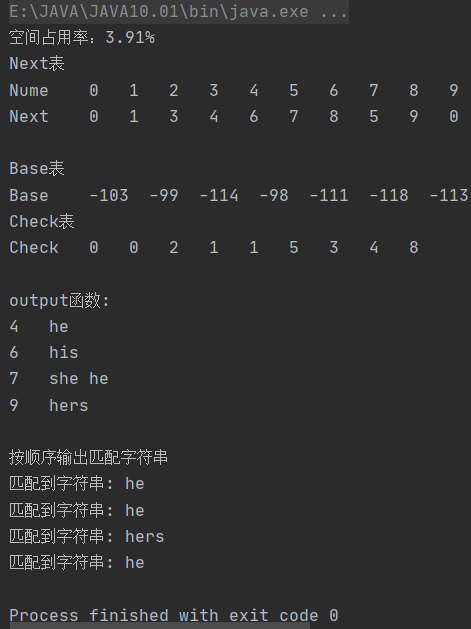 E:\JAVA\JAVA10.01\bin\java.exe ...
空间占用率：3.91%
Next表
Nume 0 1 2 3 4 5 6 7 8 9
Next 0 1 3 4 6 7 8 5 9 0
Base表
Base -103 -99 -114 -98 -111 -118 -113
Check表
Check 0 0 2 1 1 5 3 4 8
output函数:
4 he
6 his
7 she he
9 hers
按顺序输出匹配字符串
匹配到字符串: he
匹配到字符串: he
匹配到字符串: hers
匹配到字符串: he
Process finished with exit code 0